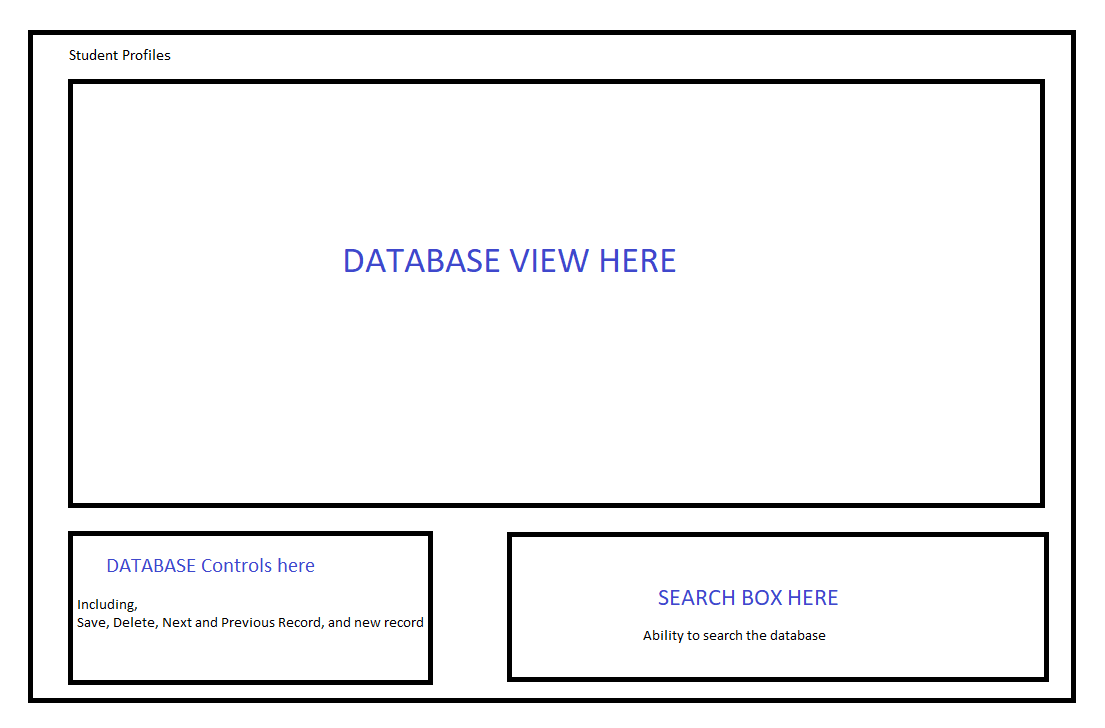 Student Profiles
DATABASE VIEW HERE
DATABASE Controls here
Including,
Save, Delete, Next and Previous Record, and new record
SEARCH BOX HERE
Ability to search the database